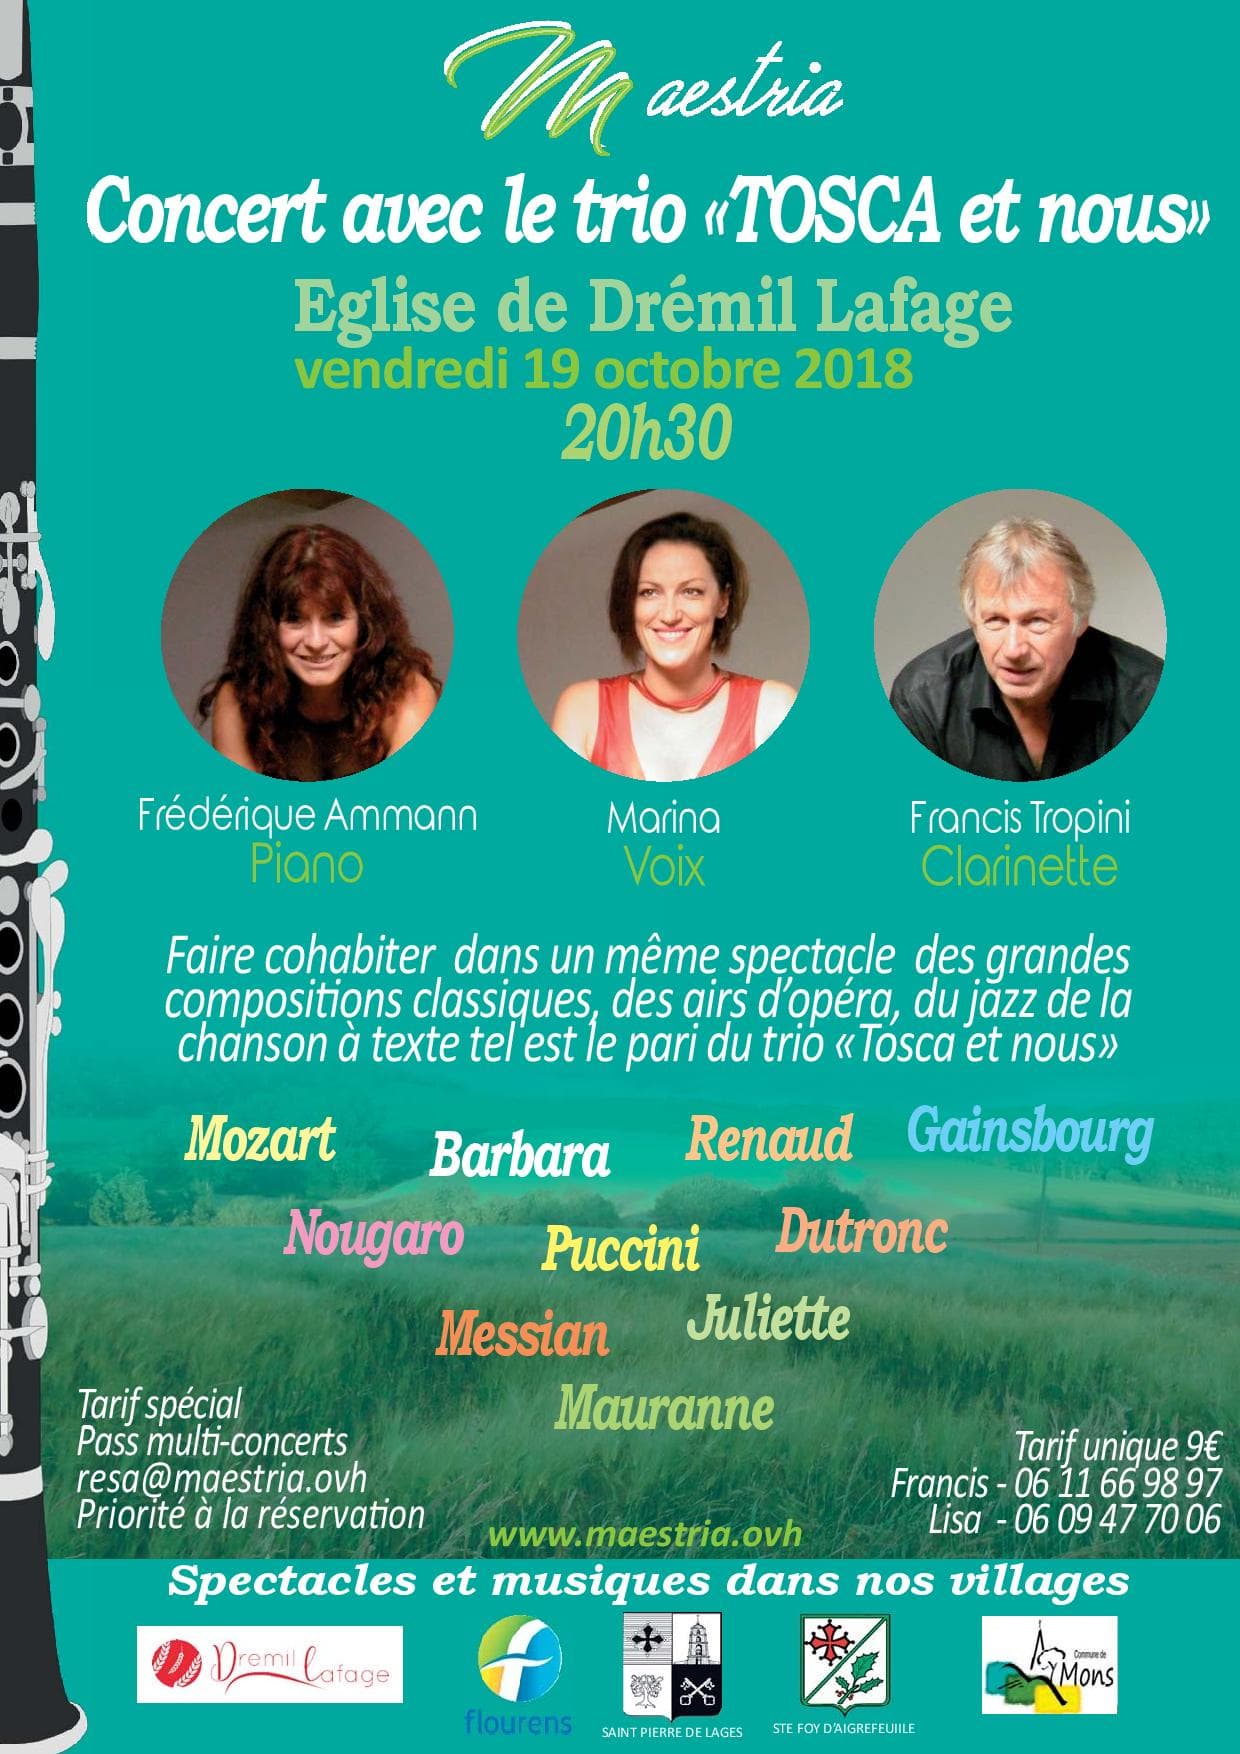 Maestria
Concert avec le trio «TOSCA et nous»
Eglise de Drémil Lafage
vendredi 19 octobre 2018
20h30
Frédérique Ammann
Piano
Marina
Voix
Francis Tropini
Clarinette
Faire cohabiter dans un même spectacle des grandes
compositions classiques, des airs d'opéra, du jazz de la
chanson à texte tel est le pari du trio «Tosca et nous»
Mozart
Barbara
Renaud
Gainsbourg
Nougaro
Puccini
Dutronc
Messian
Juliette
Mauranne
Tarif spécial
Pass multi-concerts
resa@maestria.ovh
Priorité à la réservation
Tarif unique 9€
Francis - 06 11 66 98 97
Lisa - 06 09 47 70 06
www.maestria.ovh
Spectacles et musiques dans nos villages
Dremil Lafage
flourens
SAINT PIERRE DE LAGES
STE FOY D'AIGREFEUIILE
Commune de
Mons